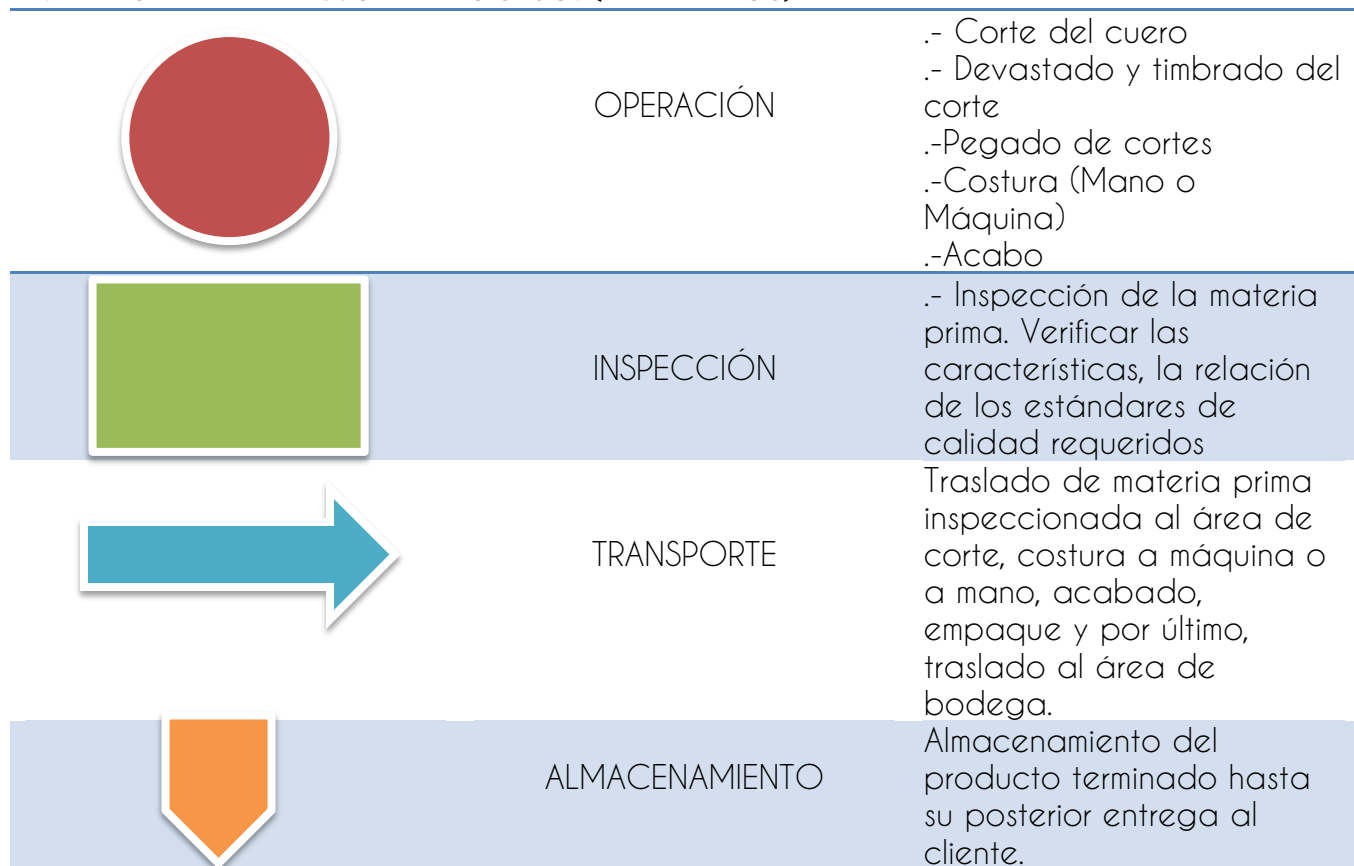 OPERACIÓN
.- Corte del cuero
.- Devastado y timbrado del
corte
.-Pegado de cortes
.-Costura (Mano o
Máquina)
.-Acabo
INSPECCIÓN
.- Inspección de la materia
prima. Verificar las
características, la relación
de los estándares de
calidad requeridos
TRANSPORTE
Traslado de materia prima
inspeccionada al área de
corte, costura a máquina o
a mano, acabado,
empaque y por último,
traslado al área de
bodega.
ALMACENAMIENTO
Almacenamiento del
producto terminado hasta
su posterior entrega al
cliente.